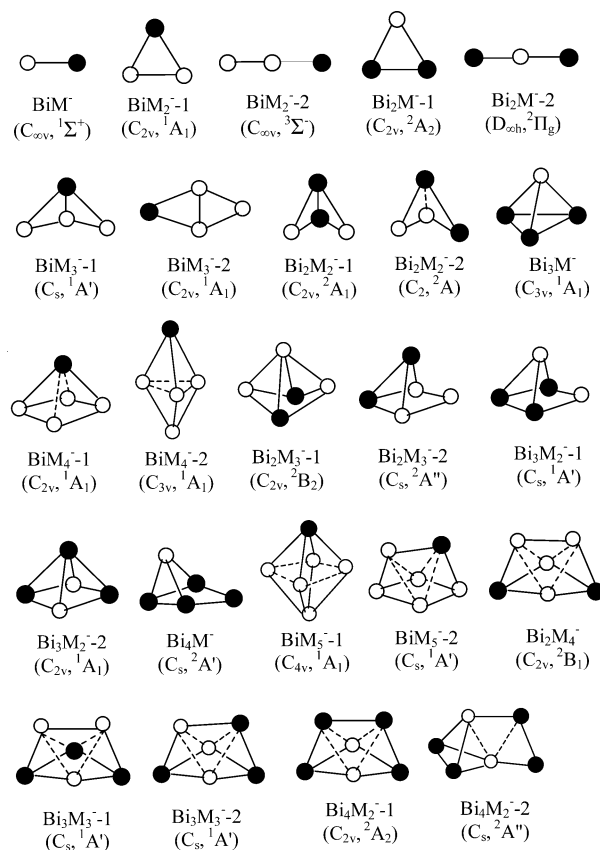 BiM⁻ BiM₂⁻-1 BiM₂⁻-2 Bi₂M⁻-1 Bi₂M⁻-2
(C∞v, ¹Σ⁺) (C₂v, ¹A₁) (C∞v, ³Σ⁻) (C₂v, ²A₂) (D∞h, ²Πg)
BiM₃⁻-1 BiM₃⁻-2 Bi₂M₂⁻-1 Bi₂M₂⁻-2 Bi₃M⁻
(Cs, ¹A') (C₂v, ¹A₁) (C₂v, ²A₁) (C₂, ²A) (C₃v, ¹A₁)
BiM₄⁻-1 BiM₄⁻-2 Bi₂M₃⁻-1 Bi₂M₃⁻-2 Bi₃M₂⁻-1
(C₂v, ¹A₁) (C₃v, ¹A₁) (C₂v, ²B₂) (Cs, ²A") (Cs, ¹A')
Bi₃M₂⁻-2 Bi₄M⁻ BiM₅⁻-1 BiM₅⁻-2 Bi₂M₄⁻
(C₂v, ¹A₁) (Cs, ²A') (C₄v, ¹A₁) (Cs, ¹A') (C₂v, ²B₁)
Bi₃M₃⁻-1 Bi₃M₃⁻-2 Bi₄M₂⁻-1 Bi₄M₂⁻-2
(Cs, ¹A') (Cs, ¹A') (C₂v, ²A₂) (Cs, ²A")